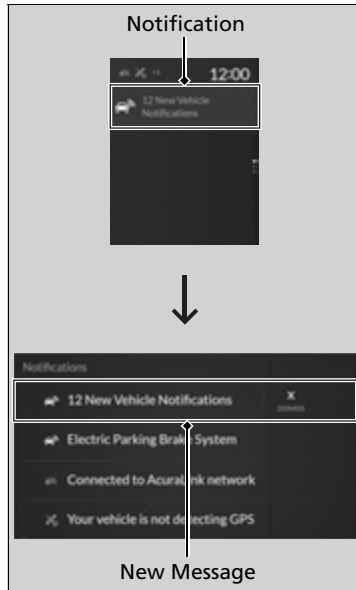 Notification
12:00
12 New Vehicle
Notifications
Notifications
12 New Vehicle Notifications
X
DISMISS
Electric Parking Brake System
Connected to AcuraLink network
Your vehicle is not detecting GPS
New Message